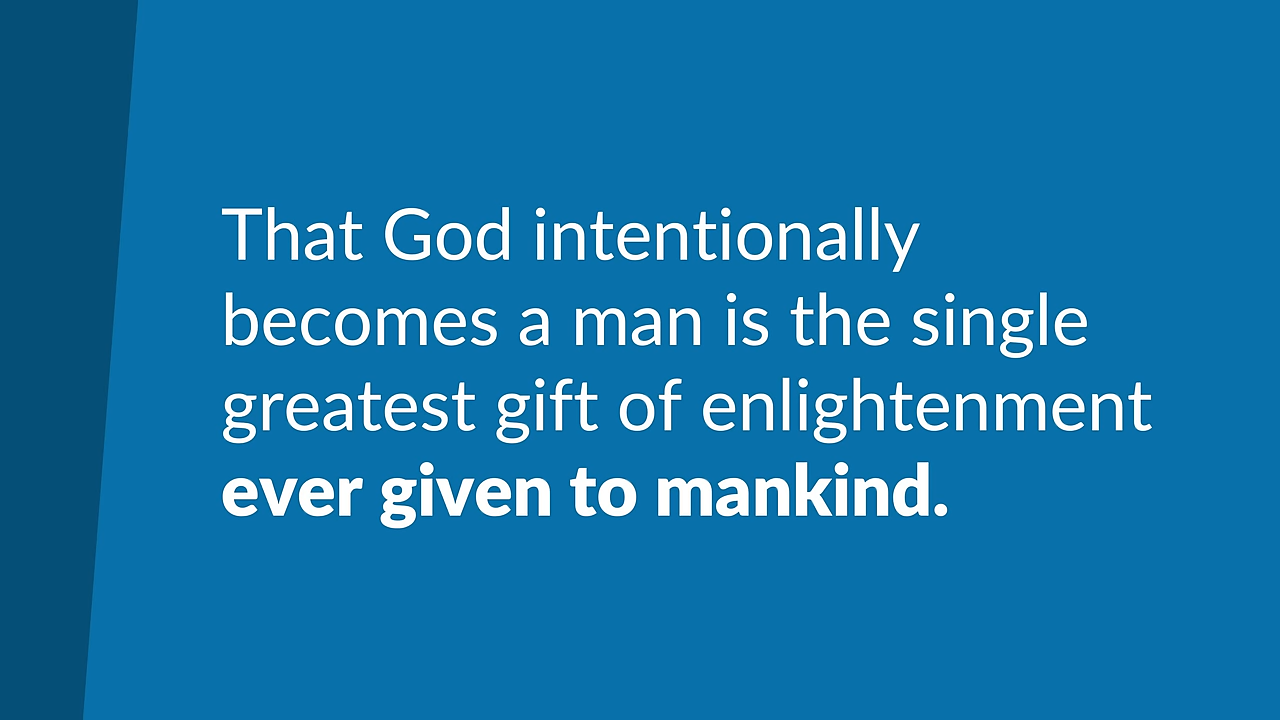 That God intentionally
becomes a man is the single
greatest gift of enlightenment
ever given to mankind.